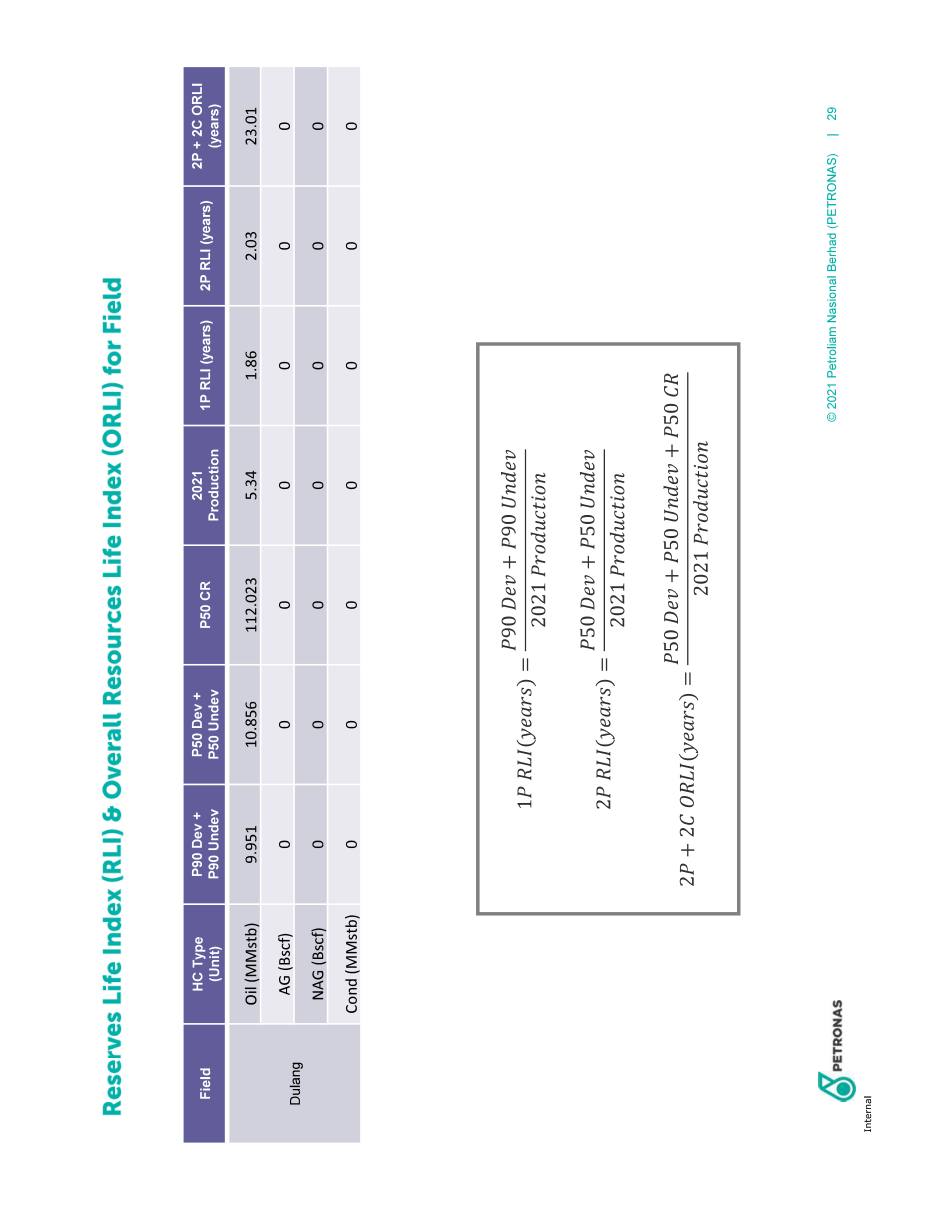 Reserves Life Index (RLI) & Overall Resources Life Index (ORLI) for Field
Field
HC Type
(Unit)
P90 Dev +
P90 Undev
P50 Dev +
P50 Undev
P50 CR
2021
Production
1P RLI (years)
2P RLI (years)
2P + 2C ORLI
(years)
Dulang
Oil (MMstb) 9.951 10.856 112.023 5.34 1.86 2.03 23.01
AG (Bscf) 0 0 0 0 0 0 0
NAG (Bscf) 0 0 0 0 0 0 0
Cond (MMstb) 0 0 0 0 0 0 0
1P RLI(years) = P90 Dev + P90 Undev
2021 Production
2P RLI(years) = P50 Dev + P50 Undev
2021 Production
2P + 2C ORLI(years) = P50 Dev + P50 Undev + P50 CR
2021 Production
PETRONAS
© 2021 Petroliam Nasional Berhad (PETRONAS) | 29
Internal